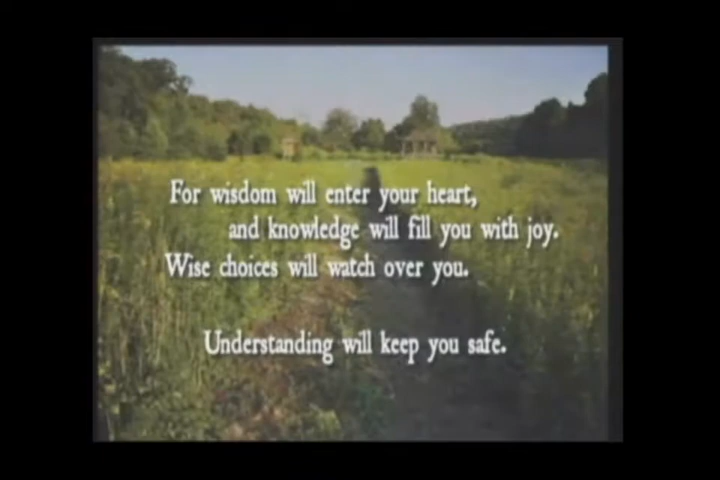 For wisdom will enter your heart,
and knowledge will fill you with joy.
Wise choices will watch over you.
Understanding will keep you safe.